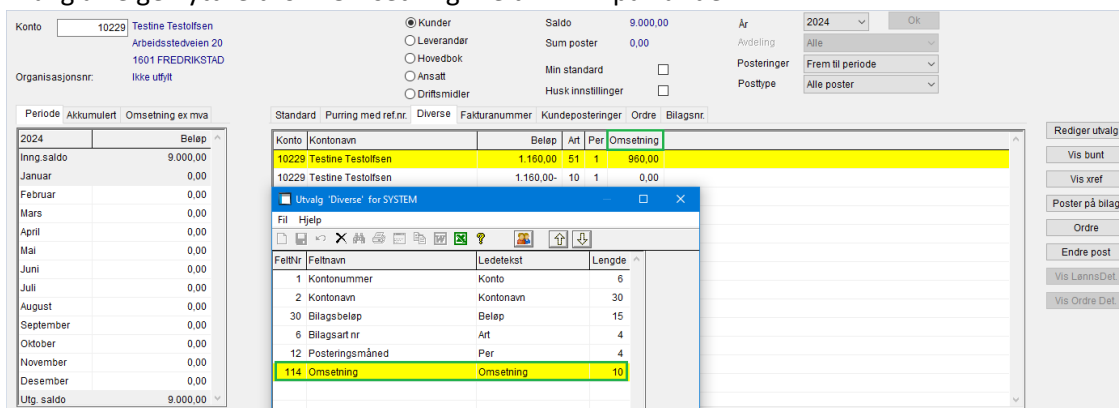 Konto 10229 Testine Testolfsen
Arbeidsstedveien 20
1601 FREDRIKSTAD
Organisasjonsnr: Ikke utfylt
Kunder
Leverandør
Hovedbok
Ansatt
Driftsmidler
Saldo 9.000,00
Sum poster 0,00
Min standard
Husk innstillinger
År 2024 Ok
Avdeling Alle
Posteringer Frem til periode
Posttype Alle poster
Periode Akkumulert Omsetning ex mva
2024 Beløp
Inng.saldo 9.000,00
Januar 0,00
Februar 0,00
Mars 0,00
April 0,00
Mai 0,00
Juni 0,00
Juli 0,00
August 0,00
September 0,00
Oktober 0,00
November 0,00
Desember 0,00
Utg. saldo 9.000,00
Standard Purring med ref.nr. Diverse Fakturanummer Kundeposteringer Ordre Bilagsnr.
Konto Kontonavn Beløp Art Per Omsetning
10229 Testine Testolfsen 1.160,00 51 1 960,00
10229 Testine Testolfsen 1.160,00- 10 1 0,00
Utvalg 'Diverse' for SYSTEM
Fil Hjelp
FeltNr Feltnavn Ledetekst Lengde
1 Kontonummer Konto 6
2 Kontonavn Kontonavn 30
30 Bilagsbeløp Beløp 15
6 Bilagsart nr Art 4
12 Posteringsmåned Per 4
114 Omsetning Omsetning 10
Rediger utvalg
Vis bunt
Vis xref
Poster på bilag
Ordre
Endre post
Vis LønnsDet.
Vis Ordre Det.